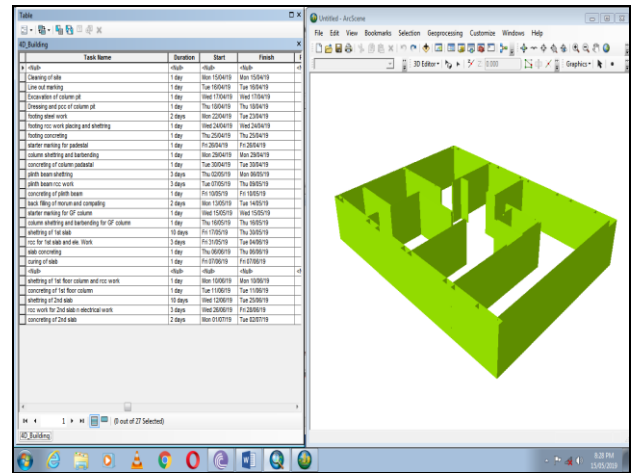 Table
4D_Building
Task Name Duration Start Finish
<Null> <Null> <Null> <Null>
Cleaning of site 1 day Mon 15/04/19 Mon 15/04/19
Line out marking 1 day Tue 16/04/19 Tue 16/04/19
Excavation of column pit 1 day Wed 17/04/19 Wed 17/04/19
Dressing and pcc of column pit 1 day Thu 18/04/19 Thu 18/04/19
footing steel work 2 days Mon 22/04/19 Tue 23/04/19
footing rcc work placing and shettring 1 day Wed 24/04/19 Wed 24/04/19
footing concreting 1 day Thu 25/04/19 Thu 25/04/19
starter marking for padestal 1 day Fri 26/04/19 Fri 26/04/19
column shettring and barbending 1 day Mon 29/04/19 Mon 29/04/19
concreting of column padastal 1 day Tue 30/04/19 Tue 30/04/19
plinth beam shettring 3 days Thu 02/05/19 Mon 06/05/19
plinth beam rcc work 3 days Tue 07/05/19 Thu 09/05/19
concreting of plinth beam 1 day Fri 10/05/19 Fri 10/05/19
back filling of morum and compating 2 days Mon 13/05/19 Tue 14/05/19
starter marking for GF column 1 day Wed 15/05/19 Wed 15/05/19
column shettring and barbending for GF column 1 day Thu 16/05/19 Thu 16/05/19
shettring of 1st slab 10 days Fri 17/05/19 Thu 30/05/19
rcc for 1st slab and ele. Work 3 days Fri 31/05/19 Tue 04/06/19
slab concreting 1 day Thu 06/06/19 Thu 06/06/19
curing of slab 1 day Fri 07/06/19 Fri 07/06/19
<Null> <Null> <Null> <Null>
shettring of 1st floor column and rcc work 1 day Mon 10/06/19 Mon 10/06/19
concreting of 1st floor column 1 day Tue 11/06/19 Tue 11/06/19
shettring of 2nd slab 10 days Wed 12/06/19 Tue 25/06/19
rcc work for 2nd slab n electrical work 3 days Wed 26/06/19 Fri 28/06/19
concreting of 2nd slab 2 days Mon 01/07/19 Tue 02/07/19
1 (0 out of 27 Selected)
4D_Building
Untitled - ArcScene
File Edit View Bookmarks Selection Geoprocessing Customize Windows Help
3D Editor Z: 0.000 Graphics
8:28 PM
15/05/2019